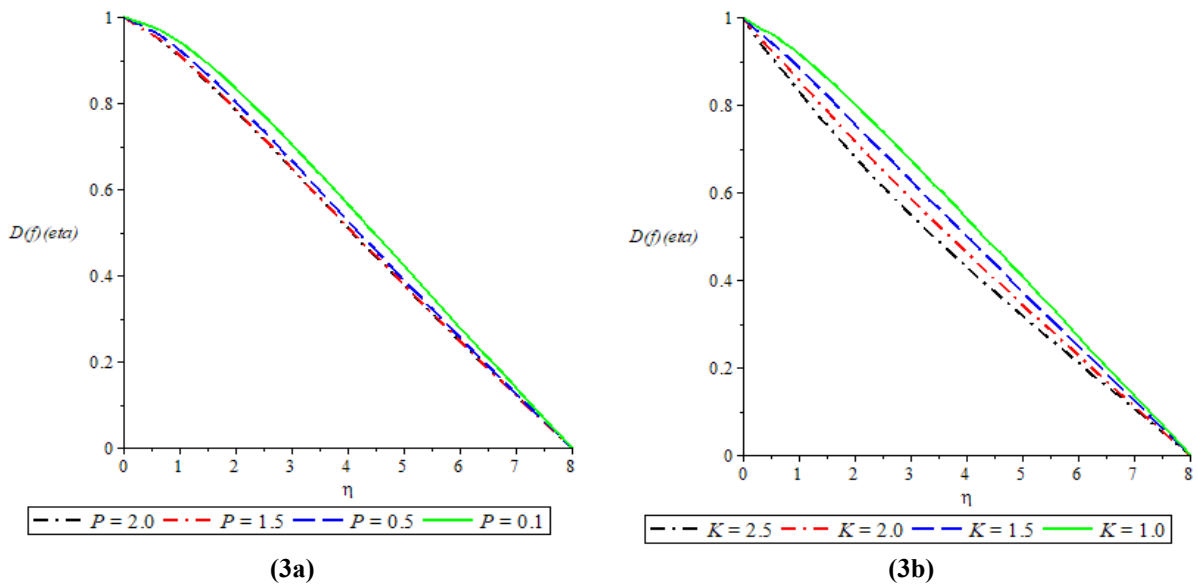 1
0.8
0.6
D(f)(eta)
0.4
0.2
0
0 1 2 3 4 5 6 7 8
η
P = 2.0 P = 1.5 P = 0.5 P = 0.1
(3a)
1
0.8
0.6
D(f)(eta)
0.4
0.2
0
0 1 2 3 4 5 6 7 8
η
K = 2.5 K = 2.0 K = 1.5 K = 1.0
(3b)